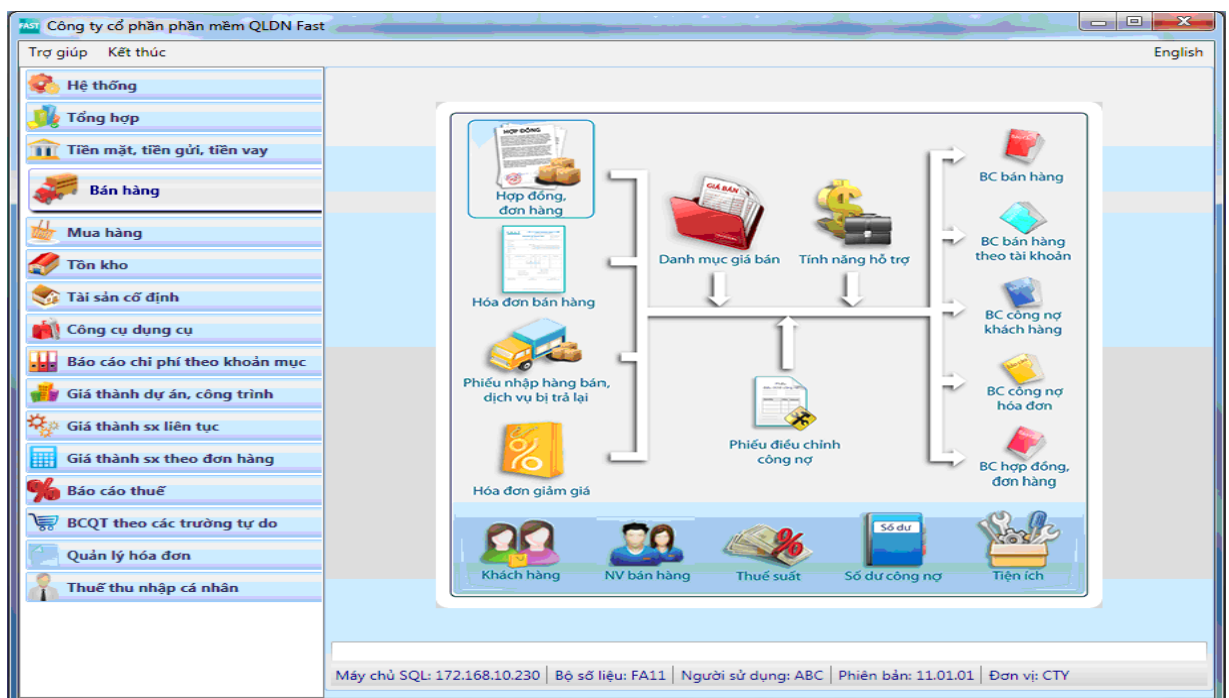 FAST Công ty cổ phần phần mềm QLDN Fast
Trợ giúp Kết thúc English
Hệ thống
Tổng hợp
Tiền mặt, tiền gửi, tiền vay
Bán hàng
Mua hàng
Tồn kho
Tài sản cố định
Công cụ dụng cụ
Báo cáo chi phí theo khoản mục
Giá thành dự án, công trình
Giá thành sx liên tục
Giá thành sx theo đơn hàng
Báo cáo thuế
BCQT theo các trường tự do
Quản lý hóa đơn
Thuế thu nhập cá nhân
HỢP ĐỒNG
Hợp đồng,
đơn hàng
Hóa đơn bán hàng
Phiếu nhập hàng bán,
dịch vụ bị trả lại
Hóa đơn giảm giá
GIÁ BÁN
Danh mục giá bán
Tính năng hỗ trợ
Phiếu điều chỉnh
công nợ
BC bán hàng
BC bán hàng
theo tài khoản
BC công nợ
khách hàng
BC công nợ
hóa đơn
BC hợp đồng,
đơn hàng
Khách hàng
NV bán hàng
Thuế suất
Số dư
Số dư công nợ
Tiện ích
Máy chủ SQL: 172.168.10.230 Bộ số liệu: FA11 Người sử dụng: ABC Phiên bản: 11.01.01 Đơn vị: CTY